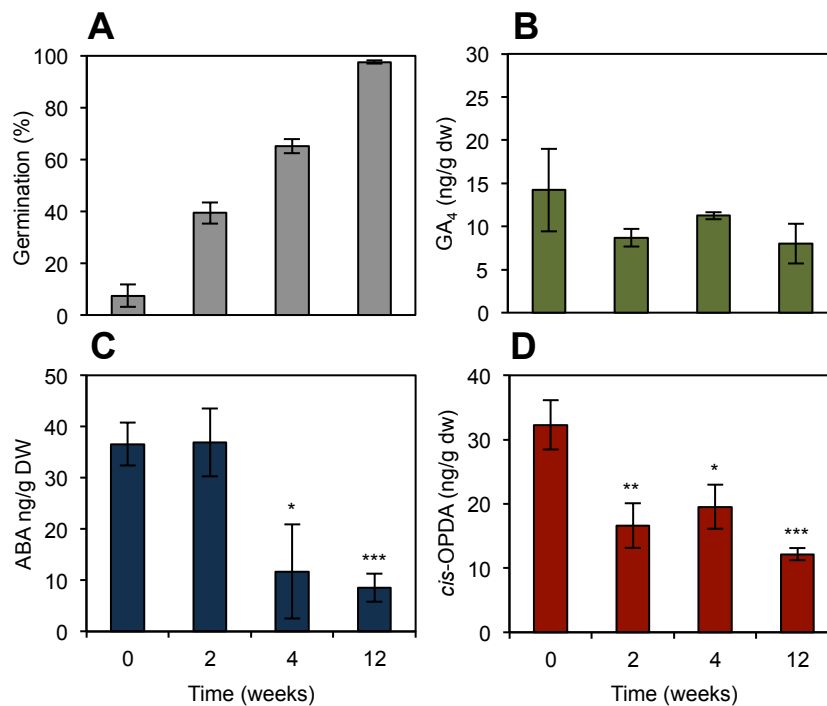 A
Germination (%)
100
80
60
40
20
0
B
GA4 (ng/g dw)
30
25
20
15
10
5
0
C
ABA ng/g DW
50
40
30
20
10
0
*
***
0 2 4 12
Time (weeks)
D
cis-OPDA (ng/g dw)
40
30
20
10
0
**
*
***
0 2 4 12
Time (weeks)